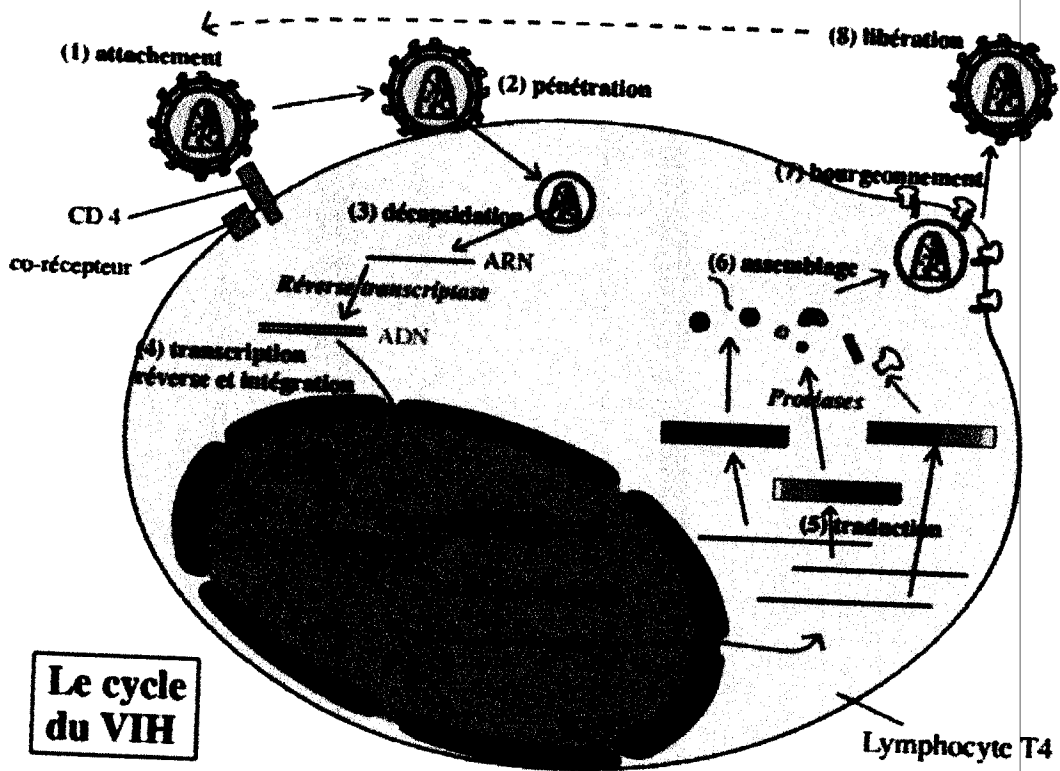 (1) attachement
(2) pénétration
(8) libération
(7) bourgeonnement
CD 4
(3) décapsidation
co-récepteur
ARN
(6) assemblage
Réverse transcriptase
ADN
(4) transcription
réverse et intégration
Protéases
(5) traduction
Le cycle
du VIH
Lymphocyte T4